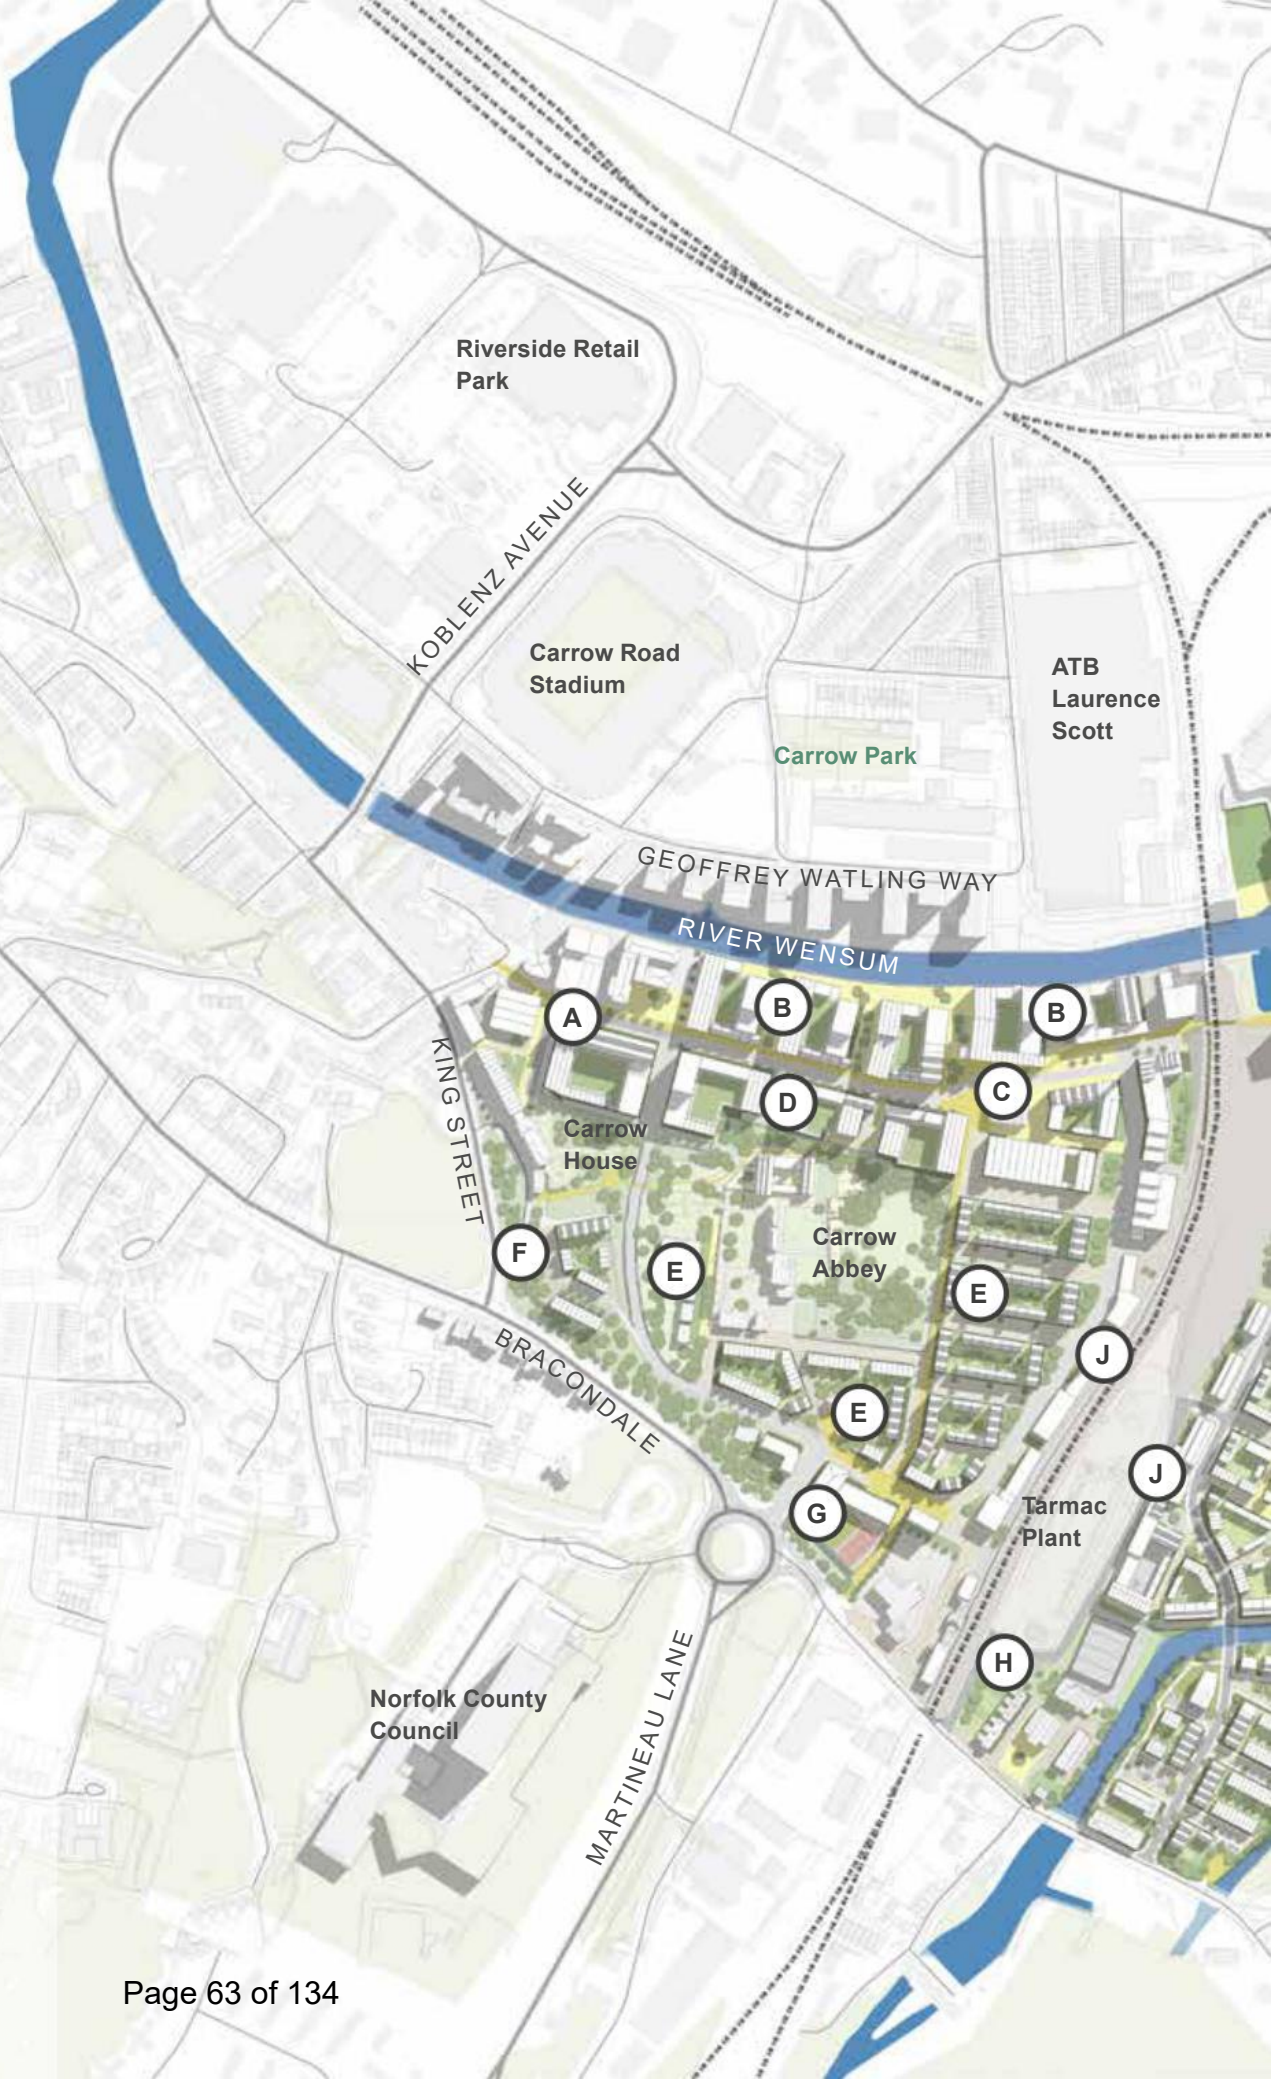 Riverside Retail
Park
KOBLENZ AVENUE
Carrow Road
Stadium
ATB
Laurence
Scott
Carrow Park
GEOFFREY WATLING WAY
RIVER WENSUM
A
B
B
C
D
KING STREET
Carrow
House
F
E
Carrow
Abbey
E
J
BRACONDALE
E
J
G
Tarmac
Plant
H
MARTINEAU LANE
Norfolk County
Council
Page 63 of 134